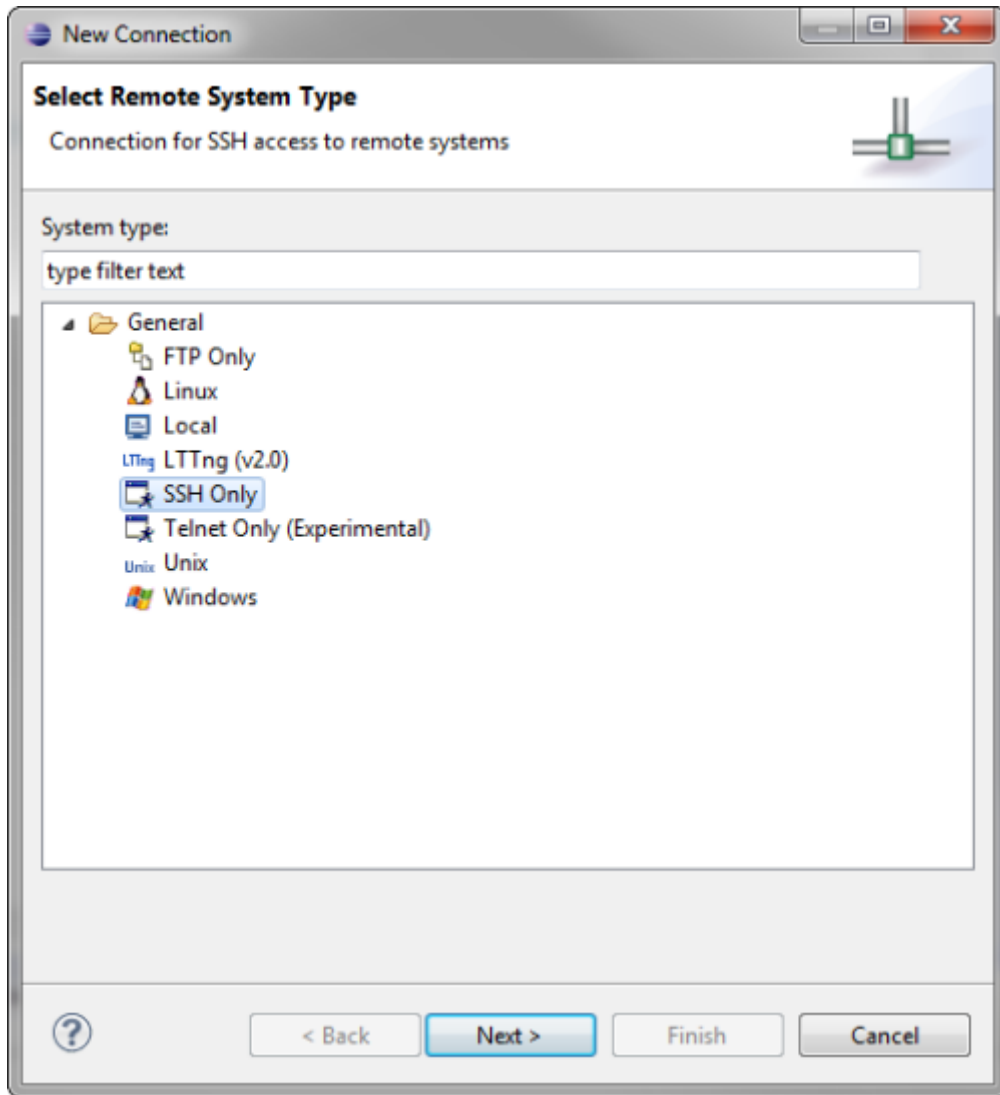 New Connection
Select Remote System Type
Connection for SSH access to remote systems
System type:
type filter text
General
FTP Only
Linux
Local
LTTng LTTng (v2.0)
SSH Only
Telnet Only (Experimental)
Unix Unix
Windows
? < Back Next > Finish Cancel